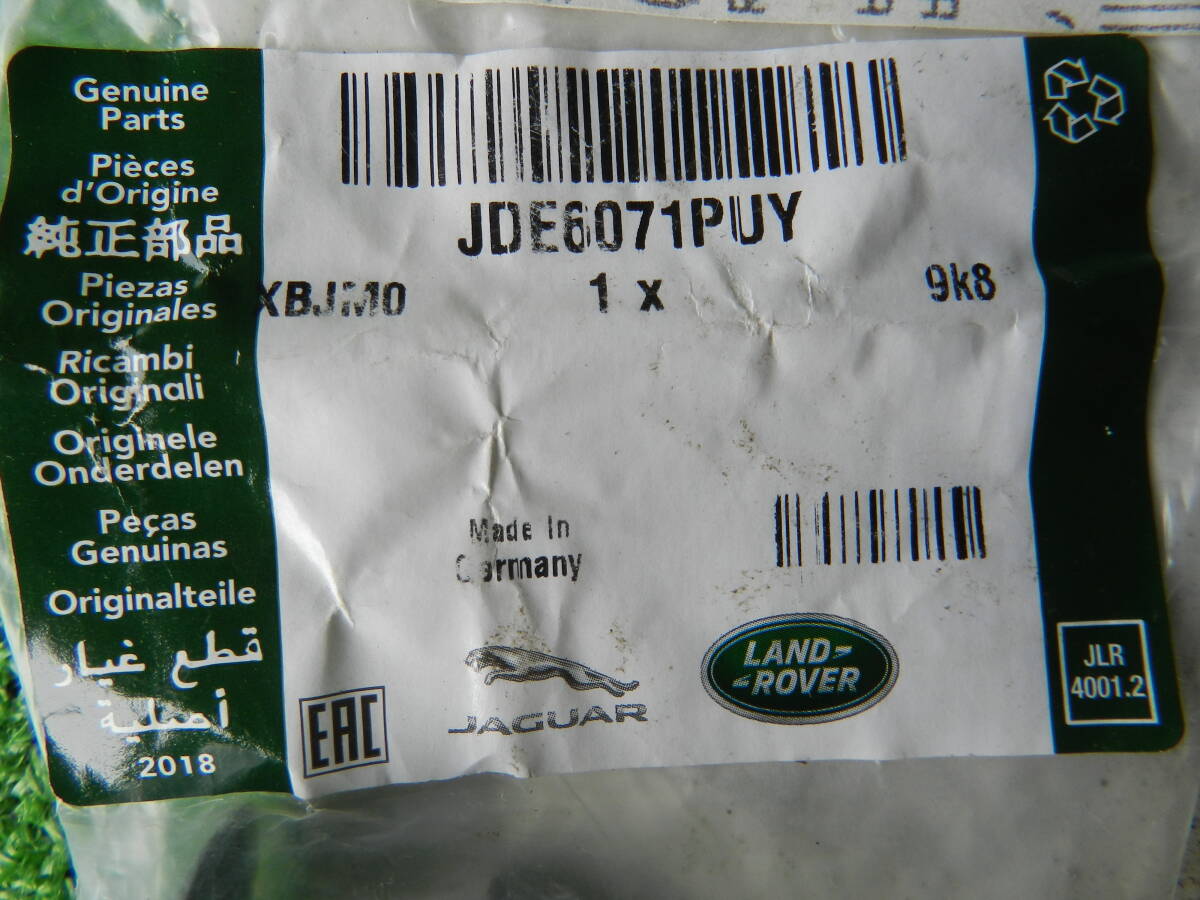 Genuine
Parts
Pièces
d'Origine
純正部品
Piezas
Originales
Ricambi
Originali
Originele
Onderdelen
Peças
Genuinas
Originalteile
قطع غيار
أصلية
2018
JDE6071PUY
XBJM0 1 x 9k8
Made In
Germany
EAC
JAGUAR
LAND-
-ROVER
JLR
4001.2